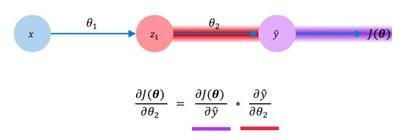 x θ₁ z₁ θ₂ ŷ J(θ)
∂J(θ)/∂θ₂ = ∂J(θ)/∂ŷ * ∂ŷ/∂θ₂